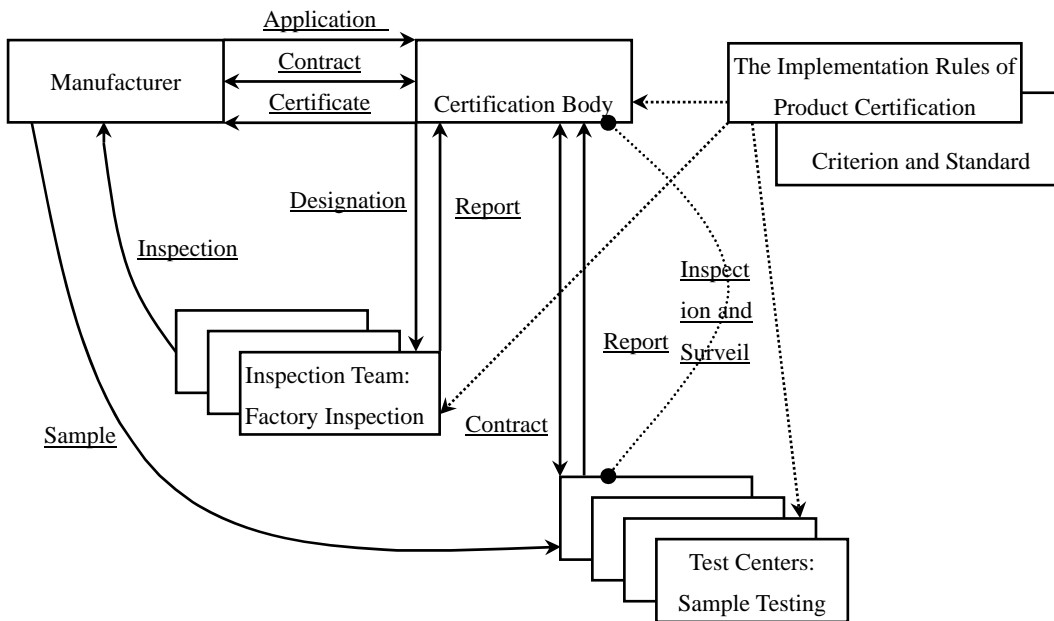 Application
Manufacturer
Contract
Certificate
Certification Body
The Implementation Rules of
Product Certification
Criterion and Standard
Designation
Report
Inspection
Inspect
ion and
Surveil
Report
Inspection Team:
Factory Inspection
Sample
Contract
Test Centers:
Sample Testing